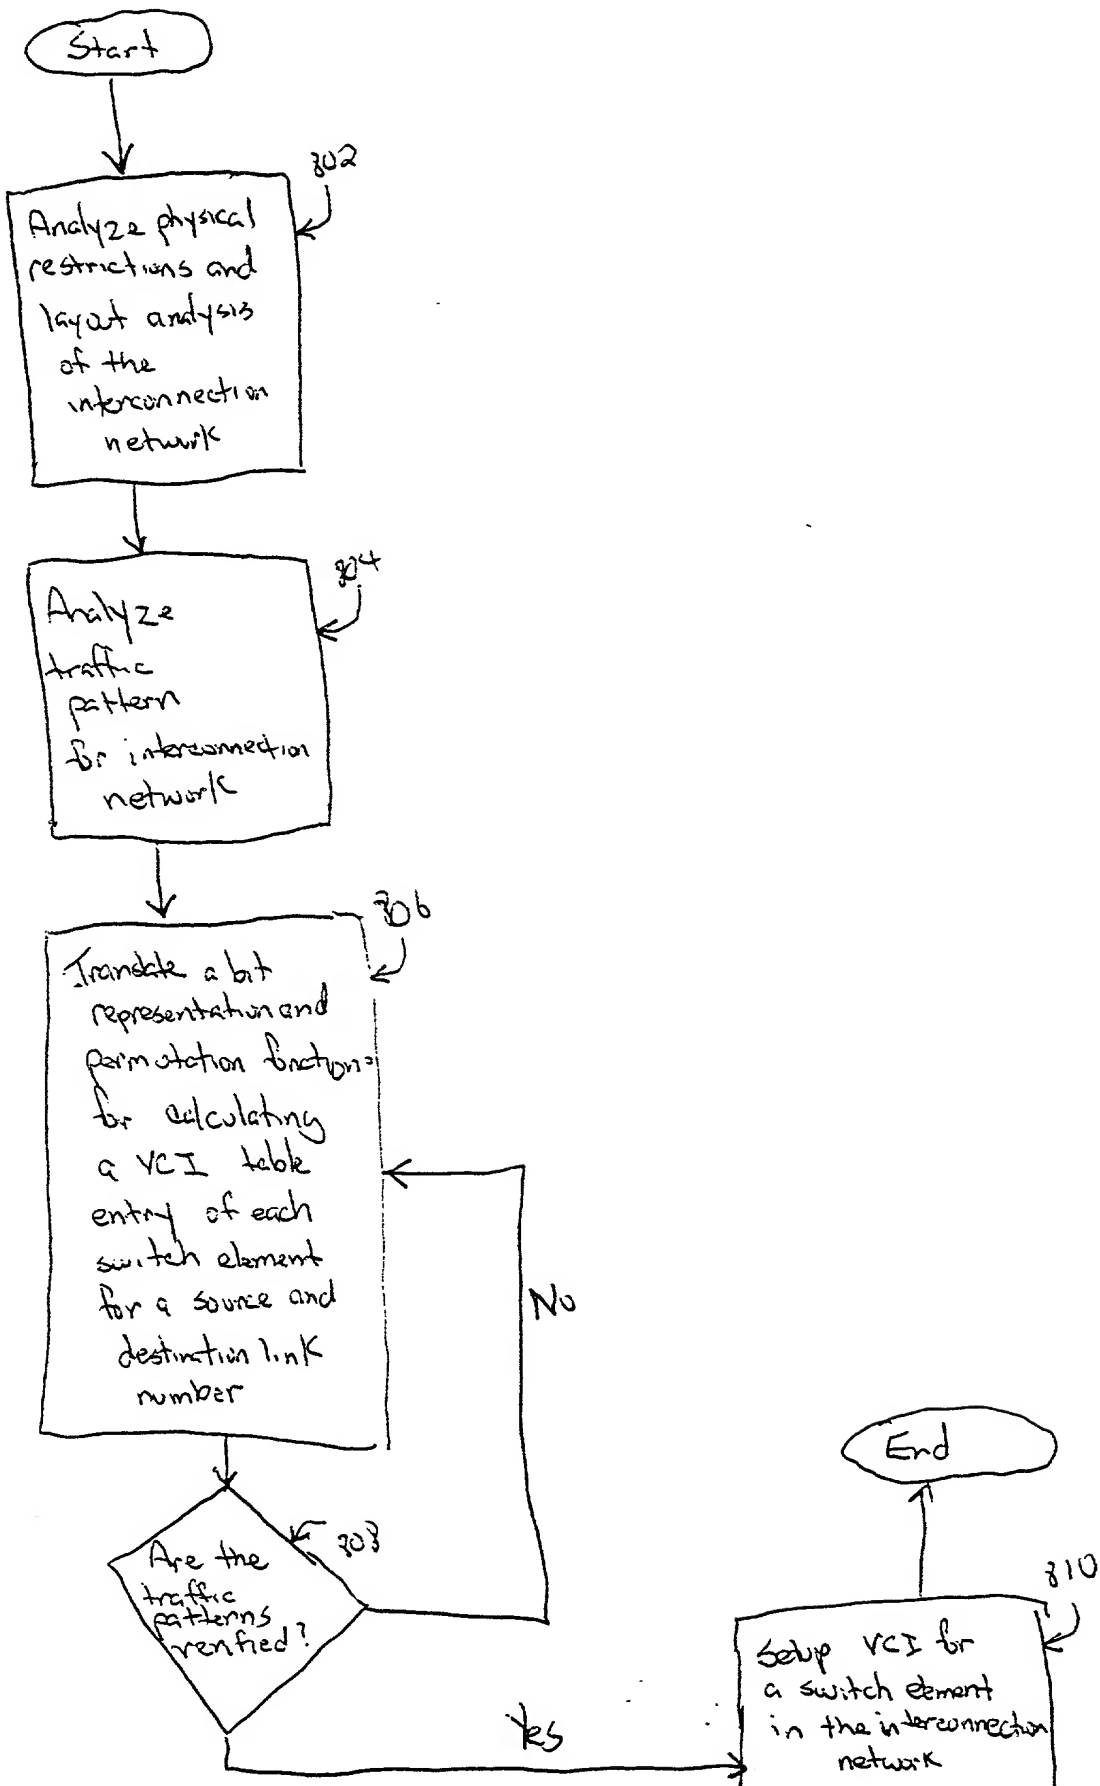 Start
802
Analyze physical
restrictions and
layout analysis
of the
interconnection
network
804
Analyze
traffic
pattern
for interconnection
network
806
Translate a bit
representation and
permutation functions
for calculating
a VCI table
entry of each
switch element
for a source and
destination link
number
No
808
Are the
traffic
patterns
verified?
Yes
End
810
Setup VCI for
a switch element
in the interconnection
network